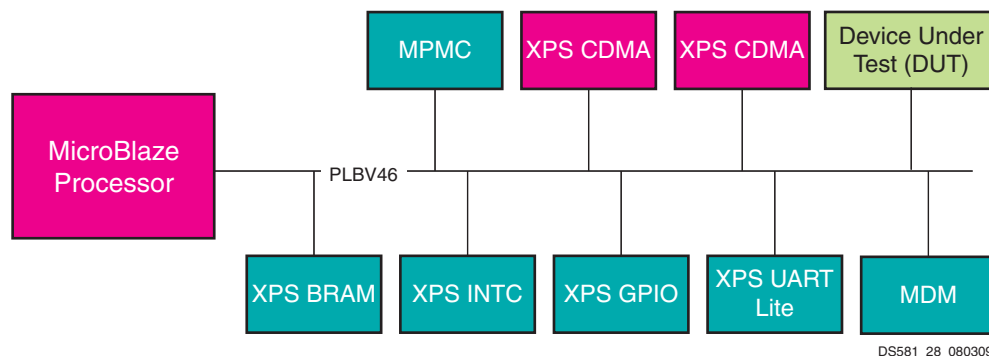 MPMC
XPS CDMA
XPS CDMA
Device Under
Test (DUT)
MicroBlaze
Processor
PLBV46
XPS BRAM
XPS INTC
XPS GPIO
XPS UART
Lite
MDM
DS581_28_080309